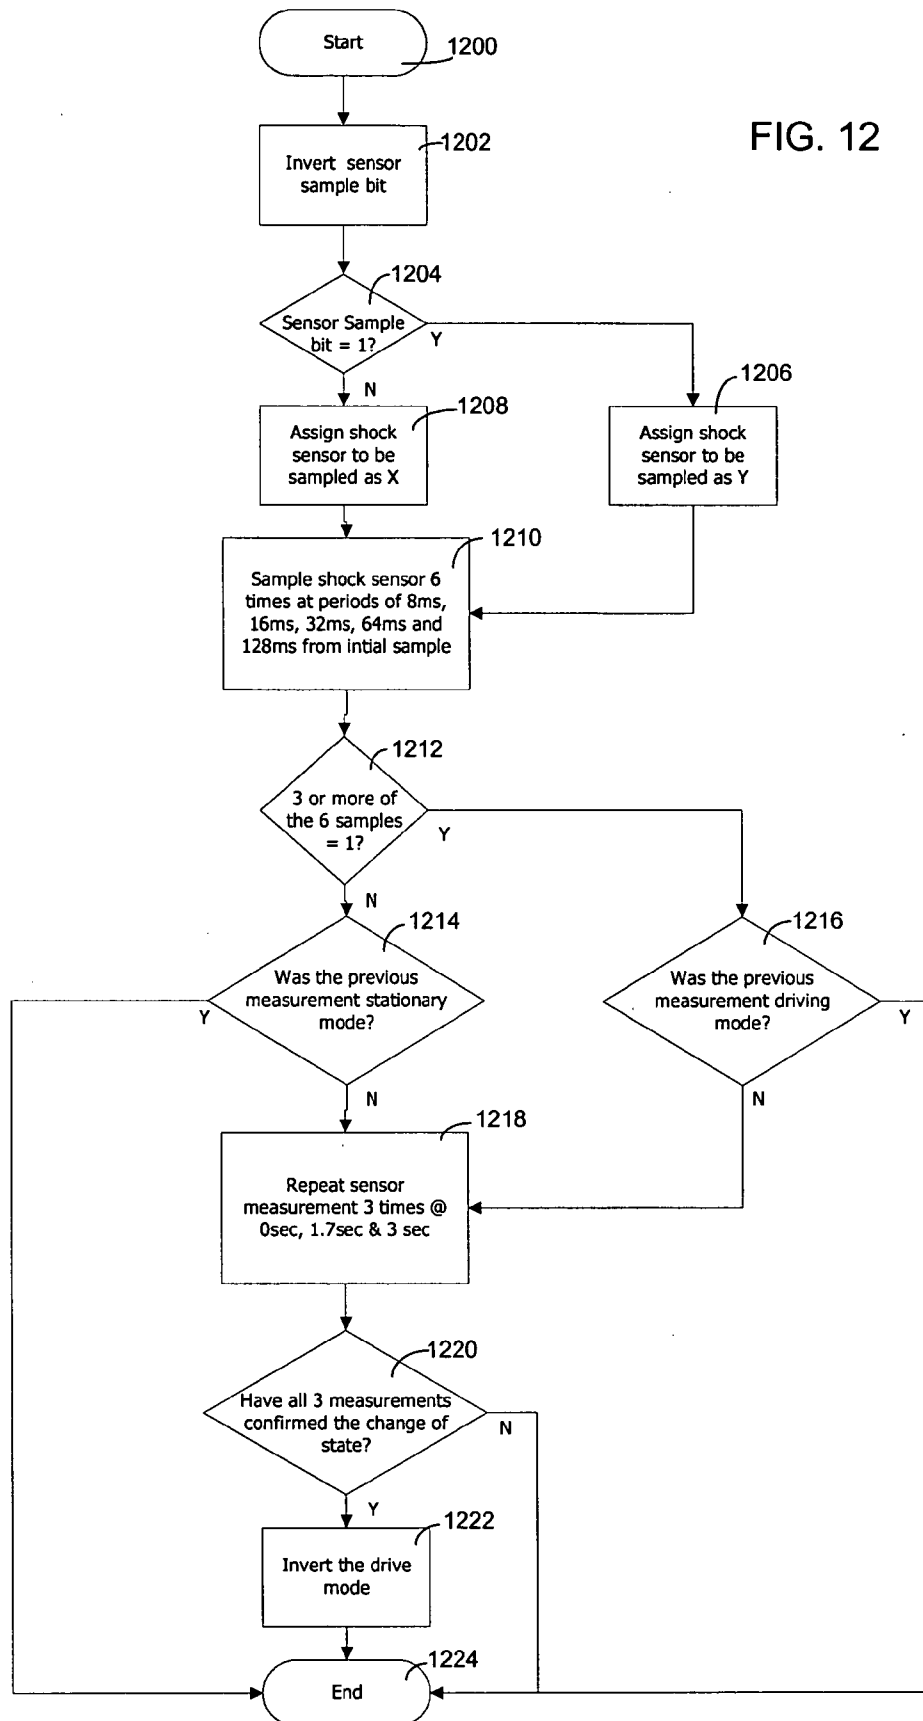 Start
1200
FIG. 12
1202
Invert sensor
sample bit
1204
Sensor Sample
bit = 1?
Y
N
1206
1208
Assign shock
sensor to be
sampled as X
Assign shock
sensor to be
sampled as Y
1210
Sample shock sensor 6
times at periods of 8ms,
16ms, 32ms, 64ms and
128ms from intial sample
1212
3 or more of
the 6 samples
= 1?
Y
N
1214
1216
Was the previous
measurement stationary
mode?
Y
N
Was the previous
measurement driving
mode?
Y
N
1218
Repeat sensor
measurement 3 times @
0sec, 1.7sec & 3 sec
1220
Have all 3 measurements
confirmed the change of
state?
N
Y
1222
Invert the drive
mode
1224
End